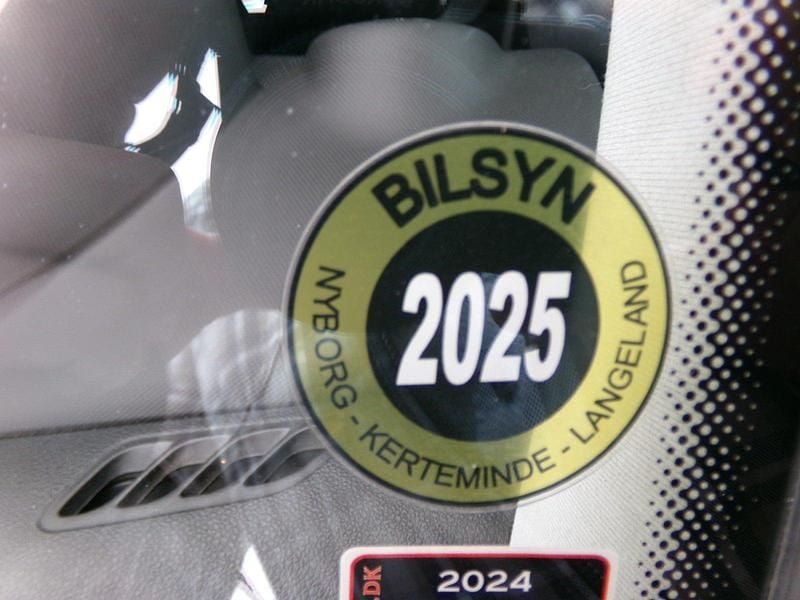 BILSYN
2025
NYBORG - KERTEMINDE - LANGELAND
.DK
2024